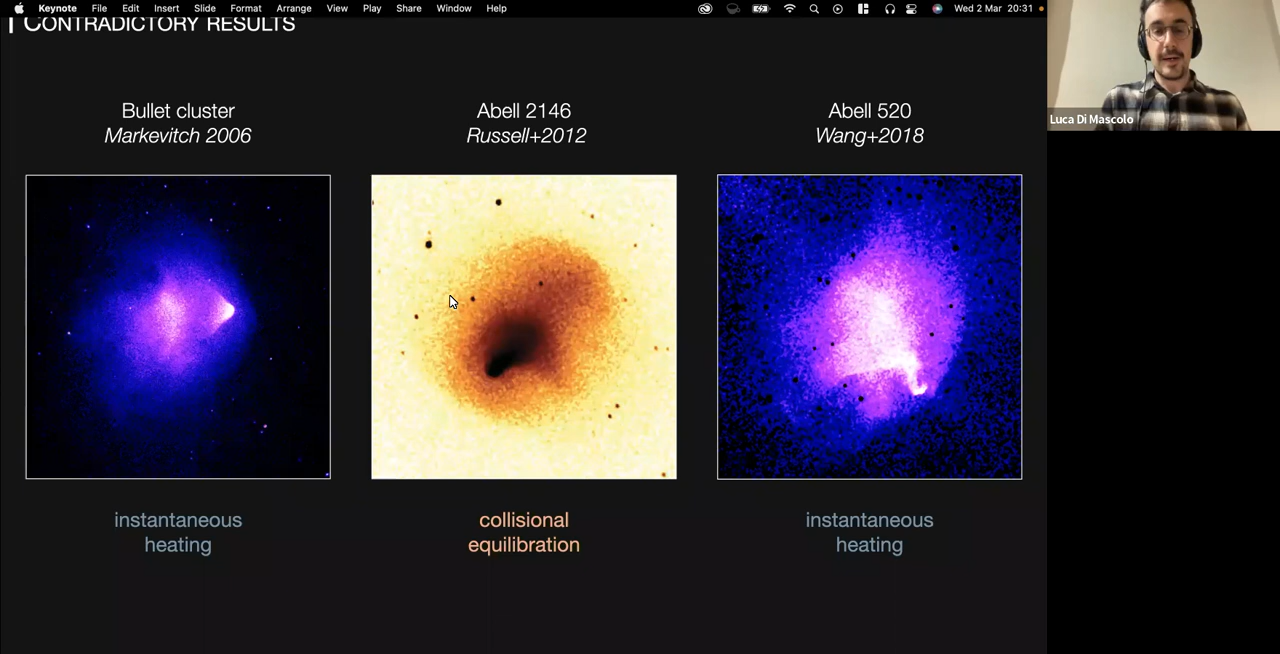 Keynote File Edit Insert Slide Format Arrange View Play Share Window Help Wed 2 Mar 20:31
CONTRADICTORY RESULTS
Luca Di Mascolo
Bullet cluster
Markevitch 2006
Abell 2146
Russell+2012
Abell 520
Wang+2018
instantaneous
heating
collisional
equilibration
instantaneous
heating